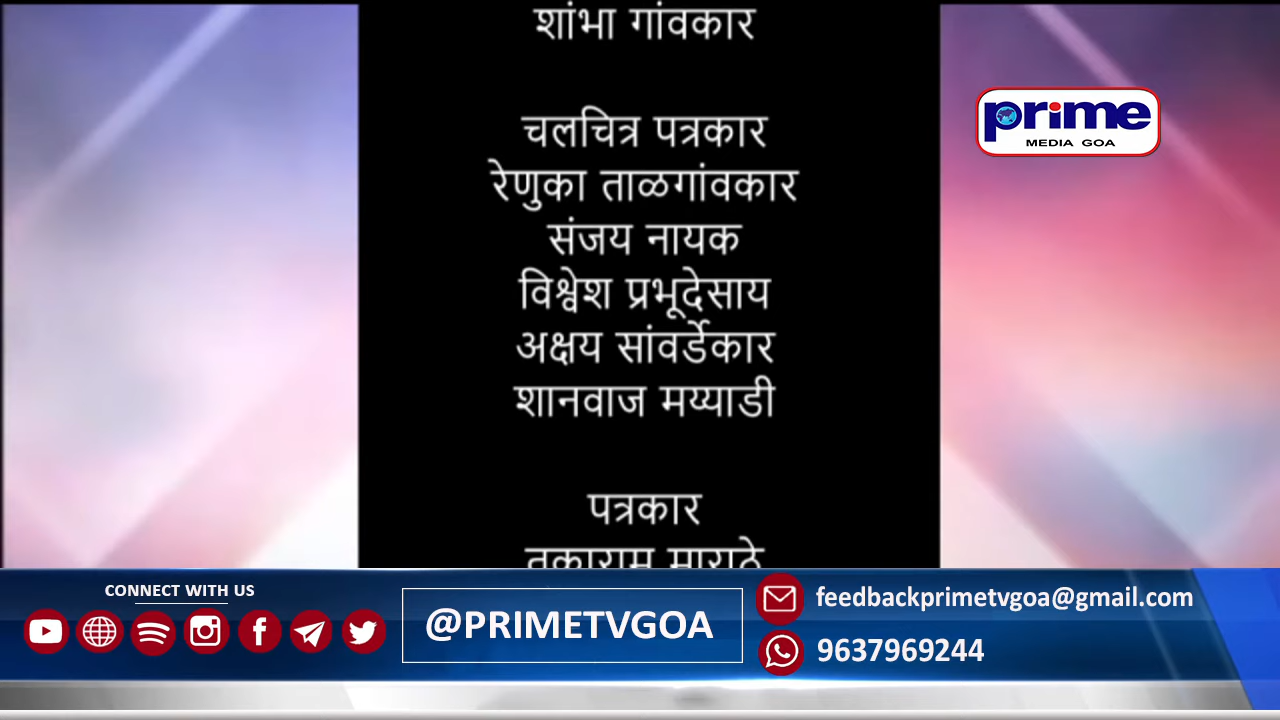 शांभा गांवकार
prime
MEDIA GOA
चलचित्र पत्रकार
रेणुका ताळगांवकार
संजय नायक
विश्वेश प्रभूदेसाय
अक्षय सांवर्डेकार
शानवाज मय्याडी
पत्रकार
तुकाराम मराठे
CONNECT WITH US
@PRIMETVGOA
feedbackprimetvgoa@gmail.com
9637969244